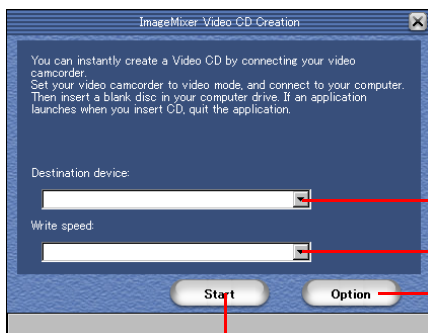 ImageMixer Video CD Creation
You can instantly create a Video CD by connecting your video
camcorder.
Set your video camcorder to video mode, and connect to your computer.
Then insert a blank disc in your computer drive. If an application
launches when you insert CD, quit the application.
Destination device:
Write speed:
Start
Option